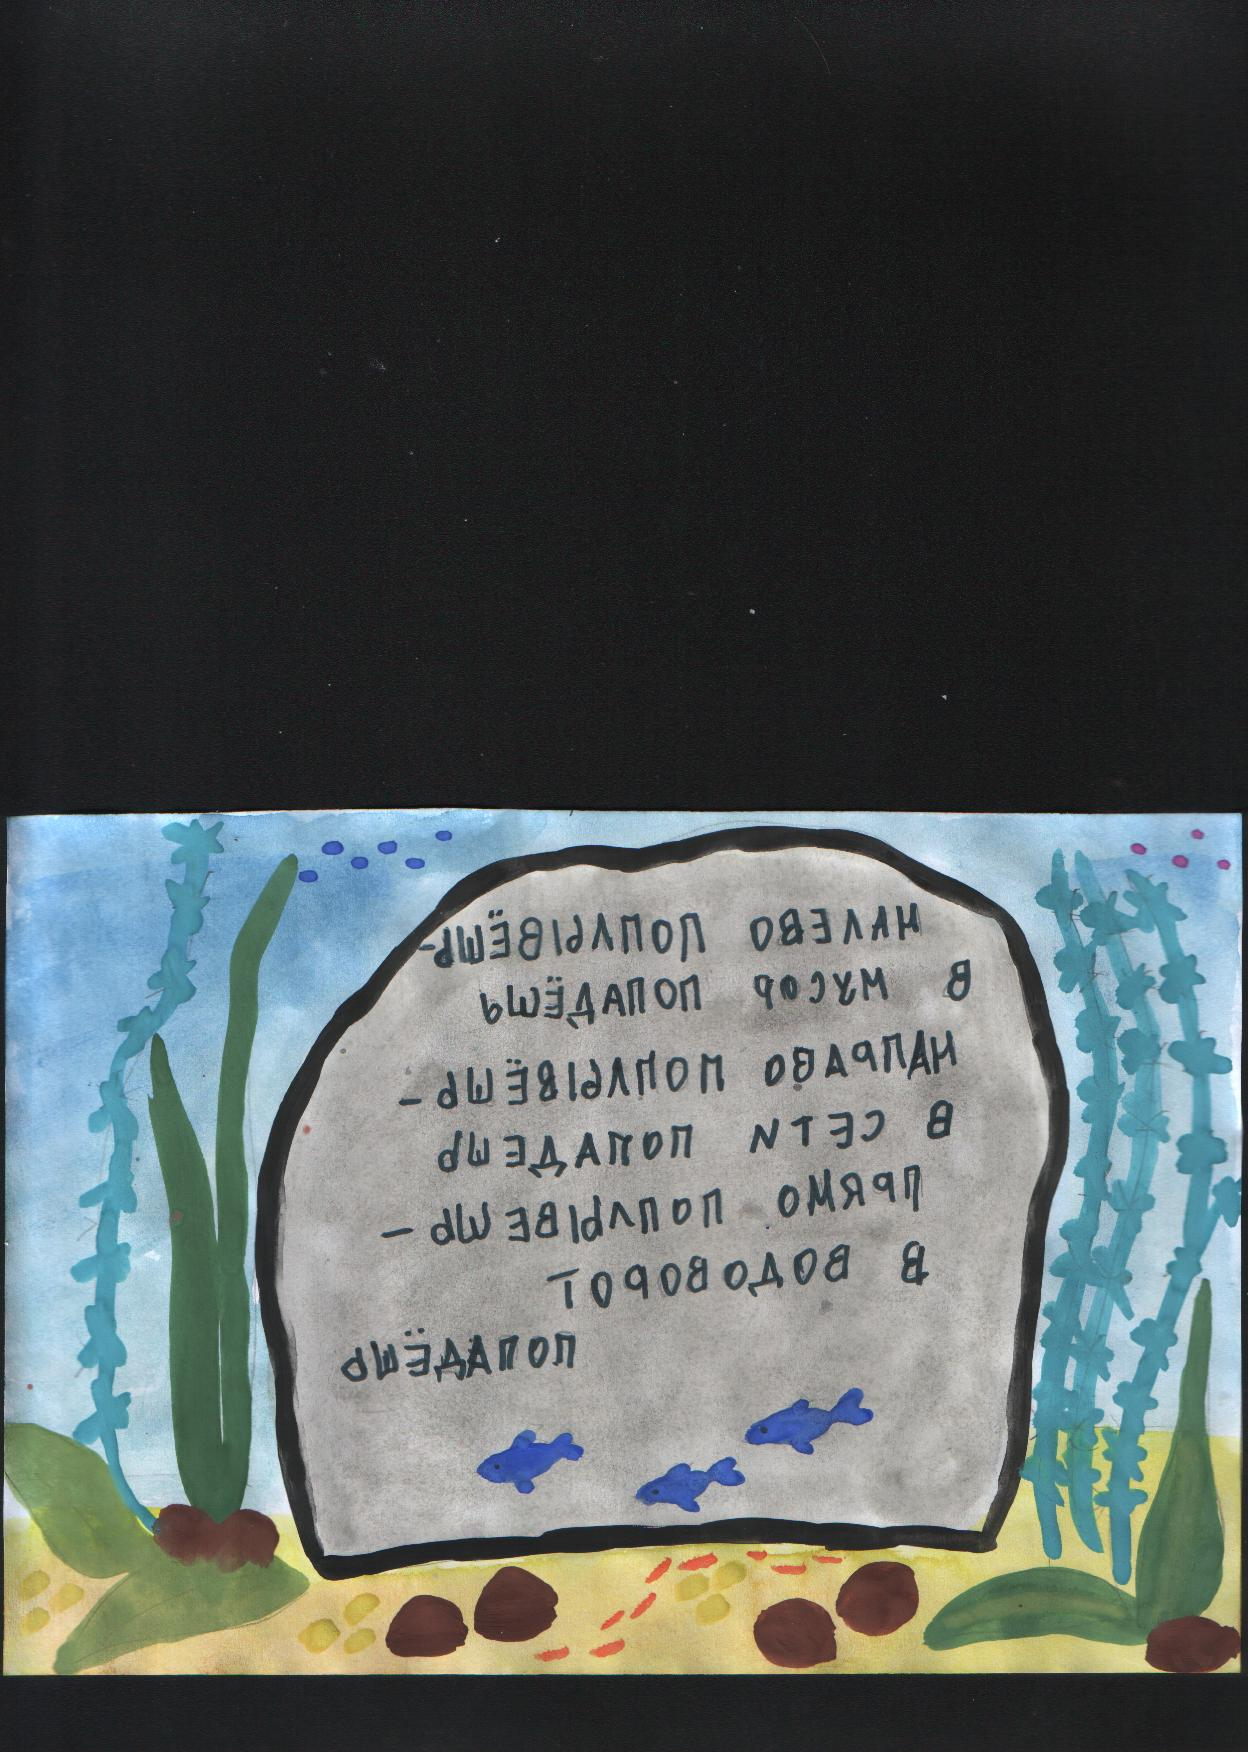 НАЛЕВО ПОПЛЫВЁШЬ-
В МУСОР ПОПАДЁШЬ
НАПРАВО ПОПЛЫВЁШЬ -
В СЕТИ ПОПАДЕШЬ
ПРЯМО ПОПЛЫВЕШЬ -
В ВОДОВОРОТ
ПОПАДЁШЬ